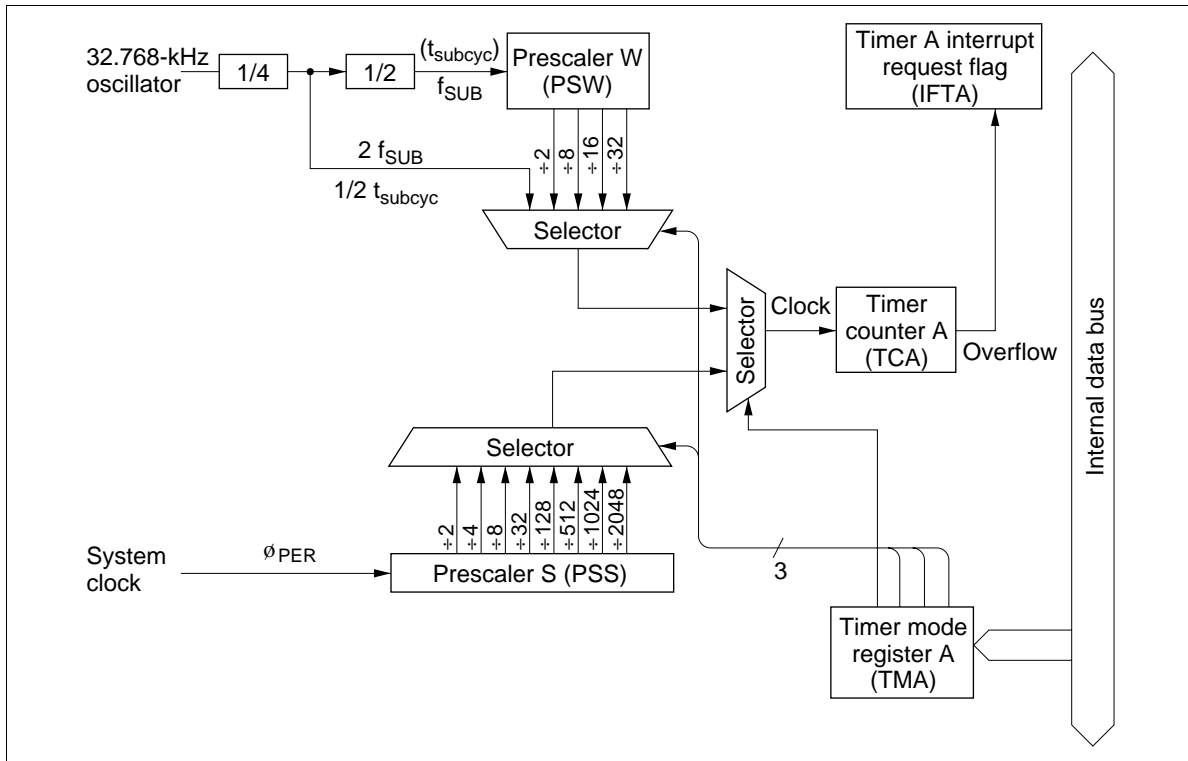 32.768-kHz
oscillator
1/4
1/2
(tsubcyc)
fSUB
Prescaler W
(PSW)
Timer A interrupt
request flag
(IFTA)
2 fSUB
1/2 tsubcyc
÷2
÷8
÷16
÷32
Selector
Selector
Clock
Timer
counter A
(TCA)
Overflow
Internal data bus
Selector
÷2
÷4
÷8
÷32
÷128
÷512
÷1024
÷2048
System
clock
øPER
Prescaler S (PSS)
3
Timer mode
register A
(TMA)